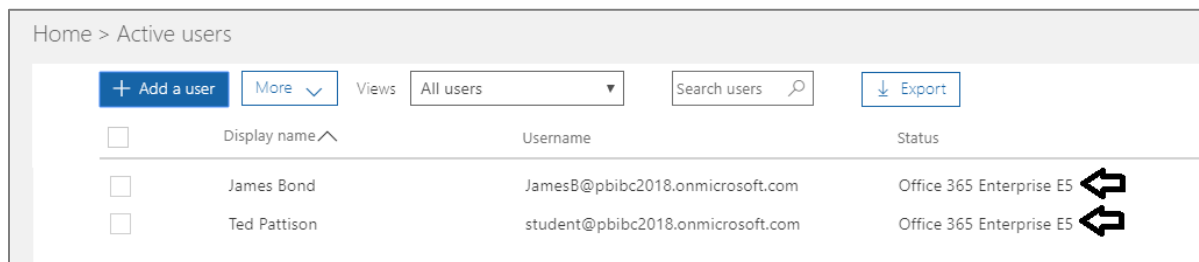 Home > Active users
+ Add a user More Views All users Search users Export
Display name Username Status
James Bond JamesB@pbibc2018.onmicrosoft.com Office 365 Enterprise E5
Ted Pattison student@pbibc2018.onmicrosoft.com Office 365 Enterprise E5